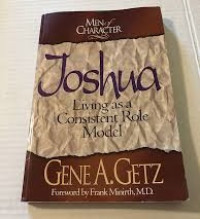 MEN of
CHARACTER
Joshua
Living as a
Consistent Role
Model
GENE A. GETZ
Foreword by Frank Minirth, M.D.